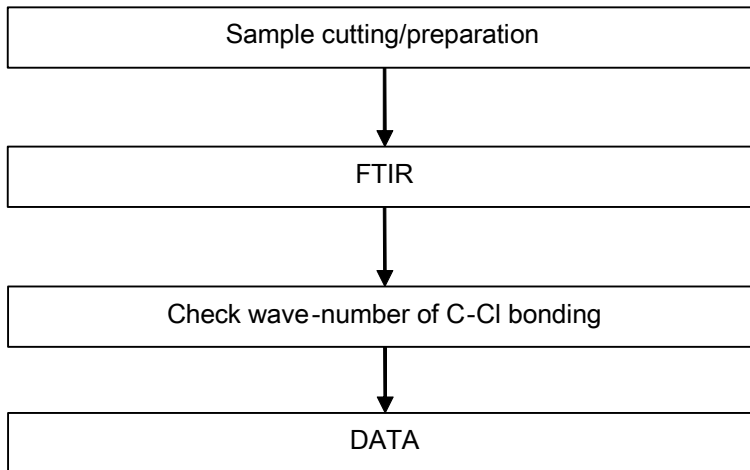 Sample cutting/preparation
FTIR
Check wave-number of C-Cl bonding
DATA